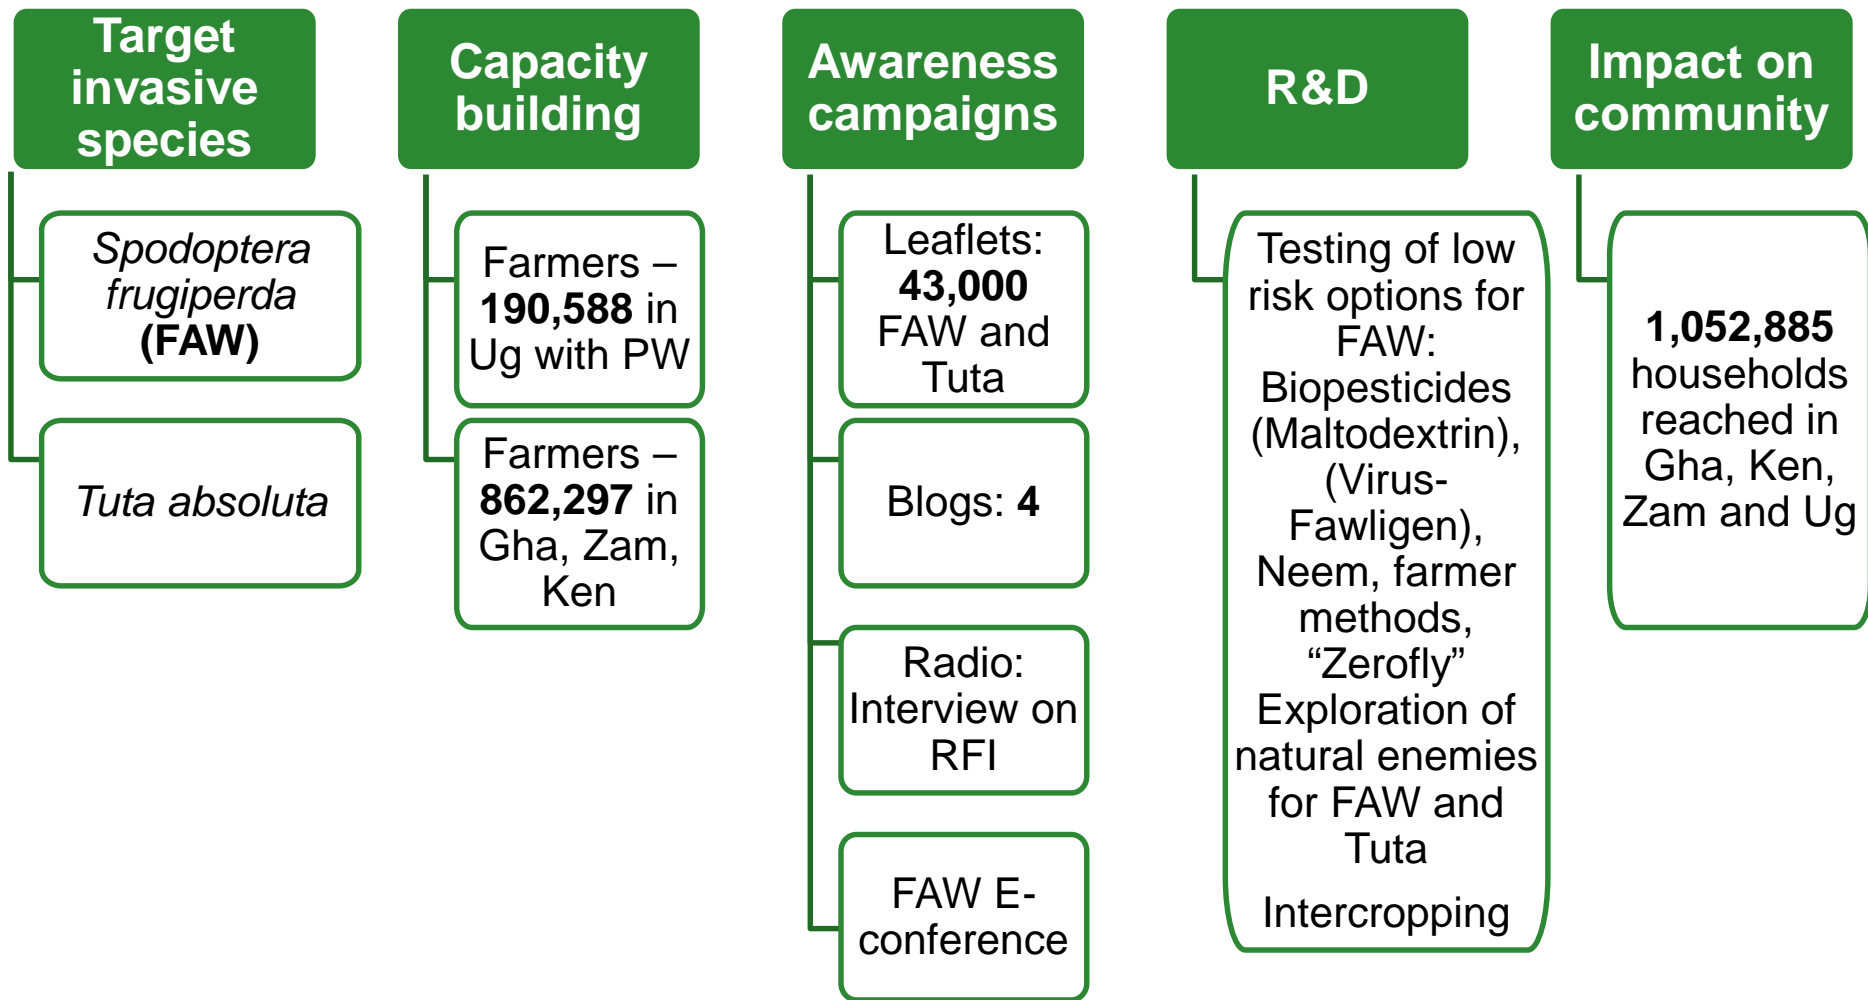 Target
invasive
species
Spodoptera
frugiperda
(FAW)
Tuta absoluta
Capacity
building
Farmers –
190,588 in
Ug with PW
Farmers –
862,297 in
Gha, Zam,
Ken
Awareness
campaigns
Leaflets:
43,000
FAW and
Tuta
Blogs: 4
Radio:
Interview on
RFI
FAW E-
conference
R&D
Testing of low
risk options for
FAW:
Biopesticides
(Maltodextrin),
(Virus-
Fawligen),
Neem, farmer
methods,
“Zerofly”
Exploration of
natural enemies
for FAW and
Tuta
Intercropping
Impact on
community
1,052,885
households
reached in
Gha, Ken,
Zam and Ug